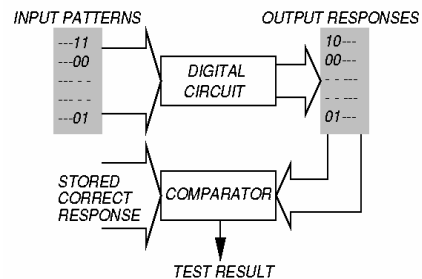 INPUT PATTERNS
OUTPUT RESPONSES
---11
---00
--- - -
--- - -
---01
DIGITAL
CIRCUIT
10---
00---
- - ---
- - ---
01---
STORED
CORRECT
RESPONSE
COMPARATOR
TEST RESULT